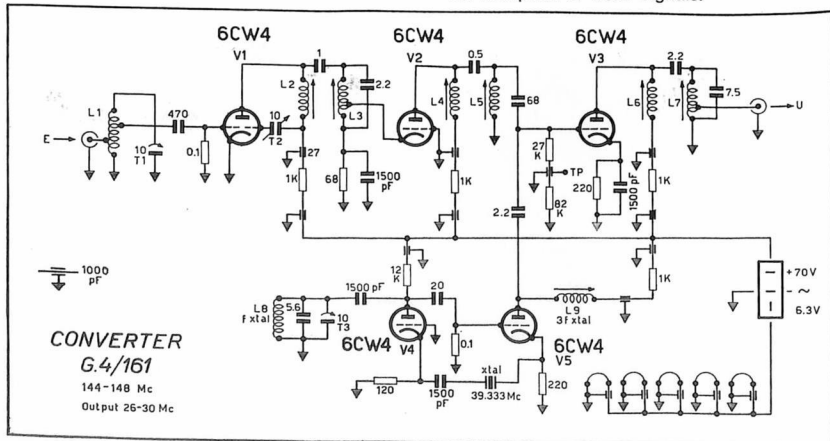 6CW4
V1
6CW4
V2
6CW4
V3
1
2.2
0.5
2.2
7.5
L1
L2
L3
L4
L5
L6
L7
E
U
470
10
T1
0.1
10
T2
27
1K
68
1500
pF
1K
68
27
K
TP
82
K
2.2
220
1500 pF
1K
1000
pF
12
K
1500 pF
20
L8
f xtal
5.6
10
T3
6CW4
V4
0.1
6CW4
V5
L9
3f xtal
1K
+70V
~
6.3V
120
1500
pF
xtal
39.333 Mc
220
CONVERTER
G.4/161
144-148 Mc
Output 26-30 Mc